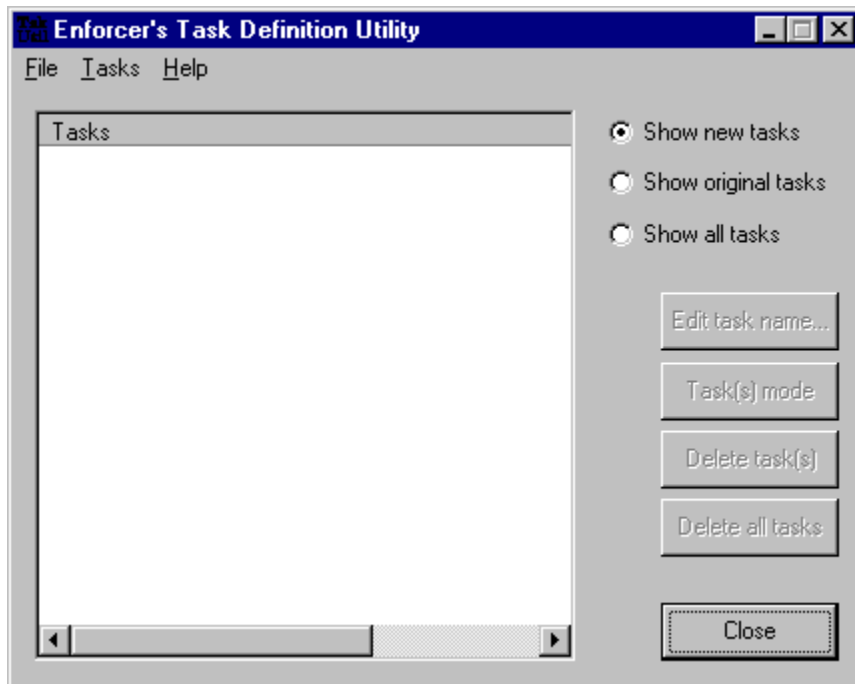 Enforcer's Task Definition Utility
File Tasks Help
Tasks
Show new tasks
Show original tasks
Show all tasks
Edit task name...
Task(s) mode
Delete task(s)
Delete all tasks
Close